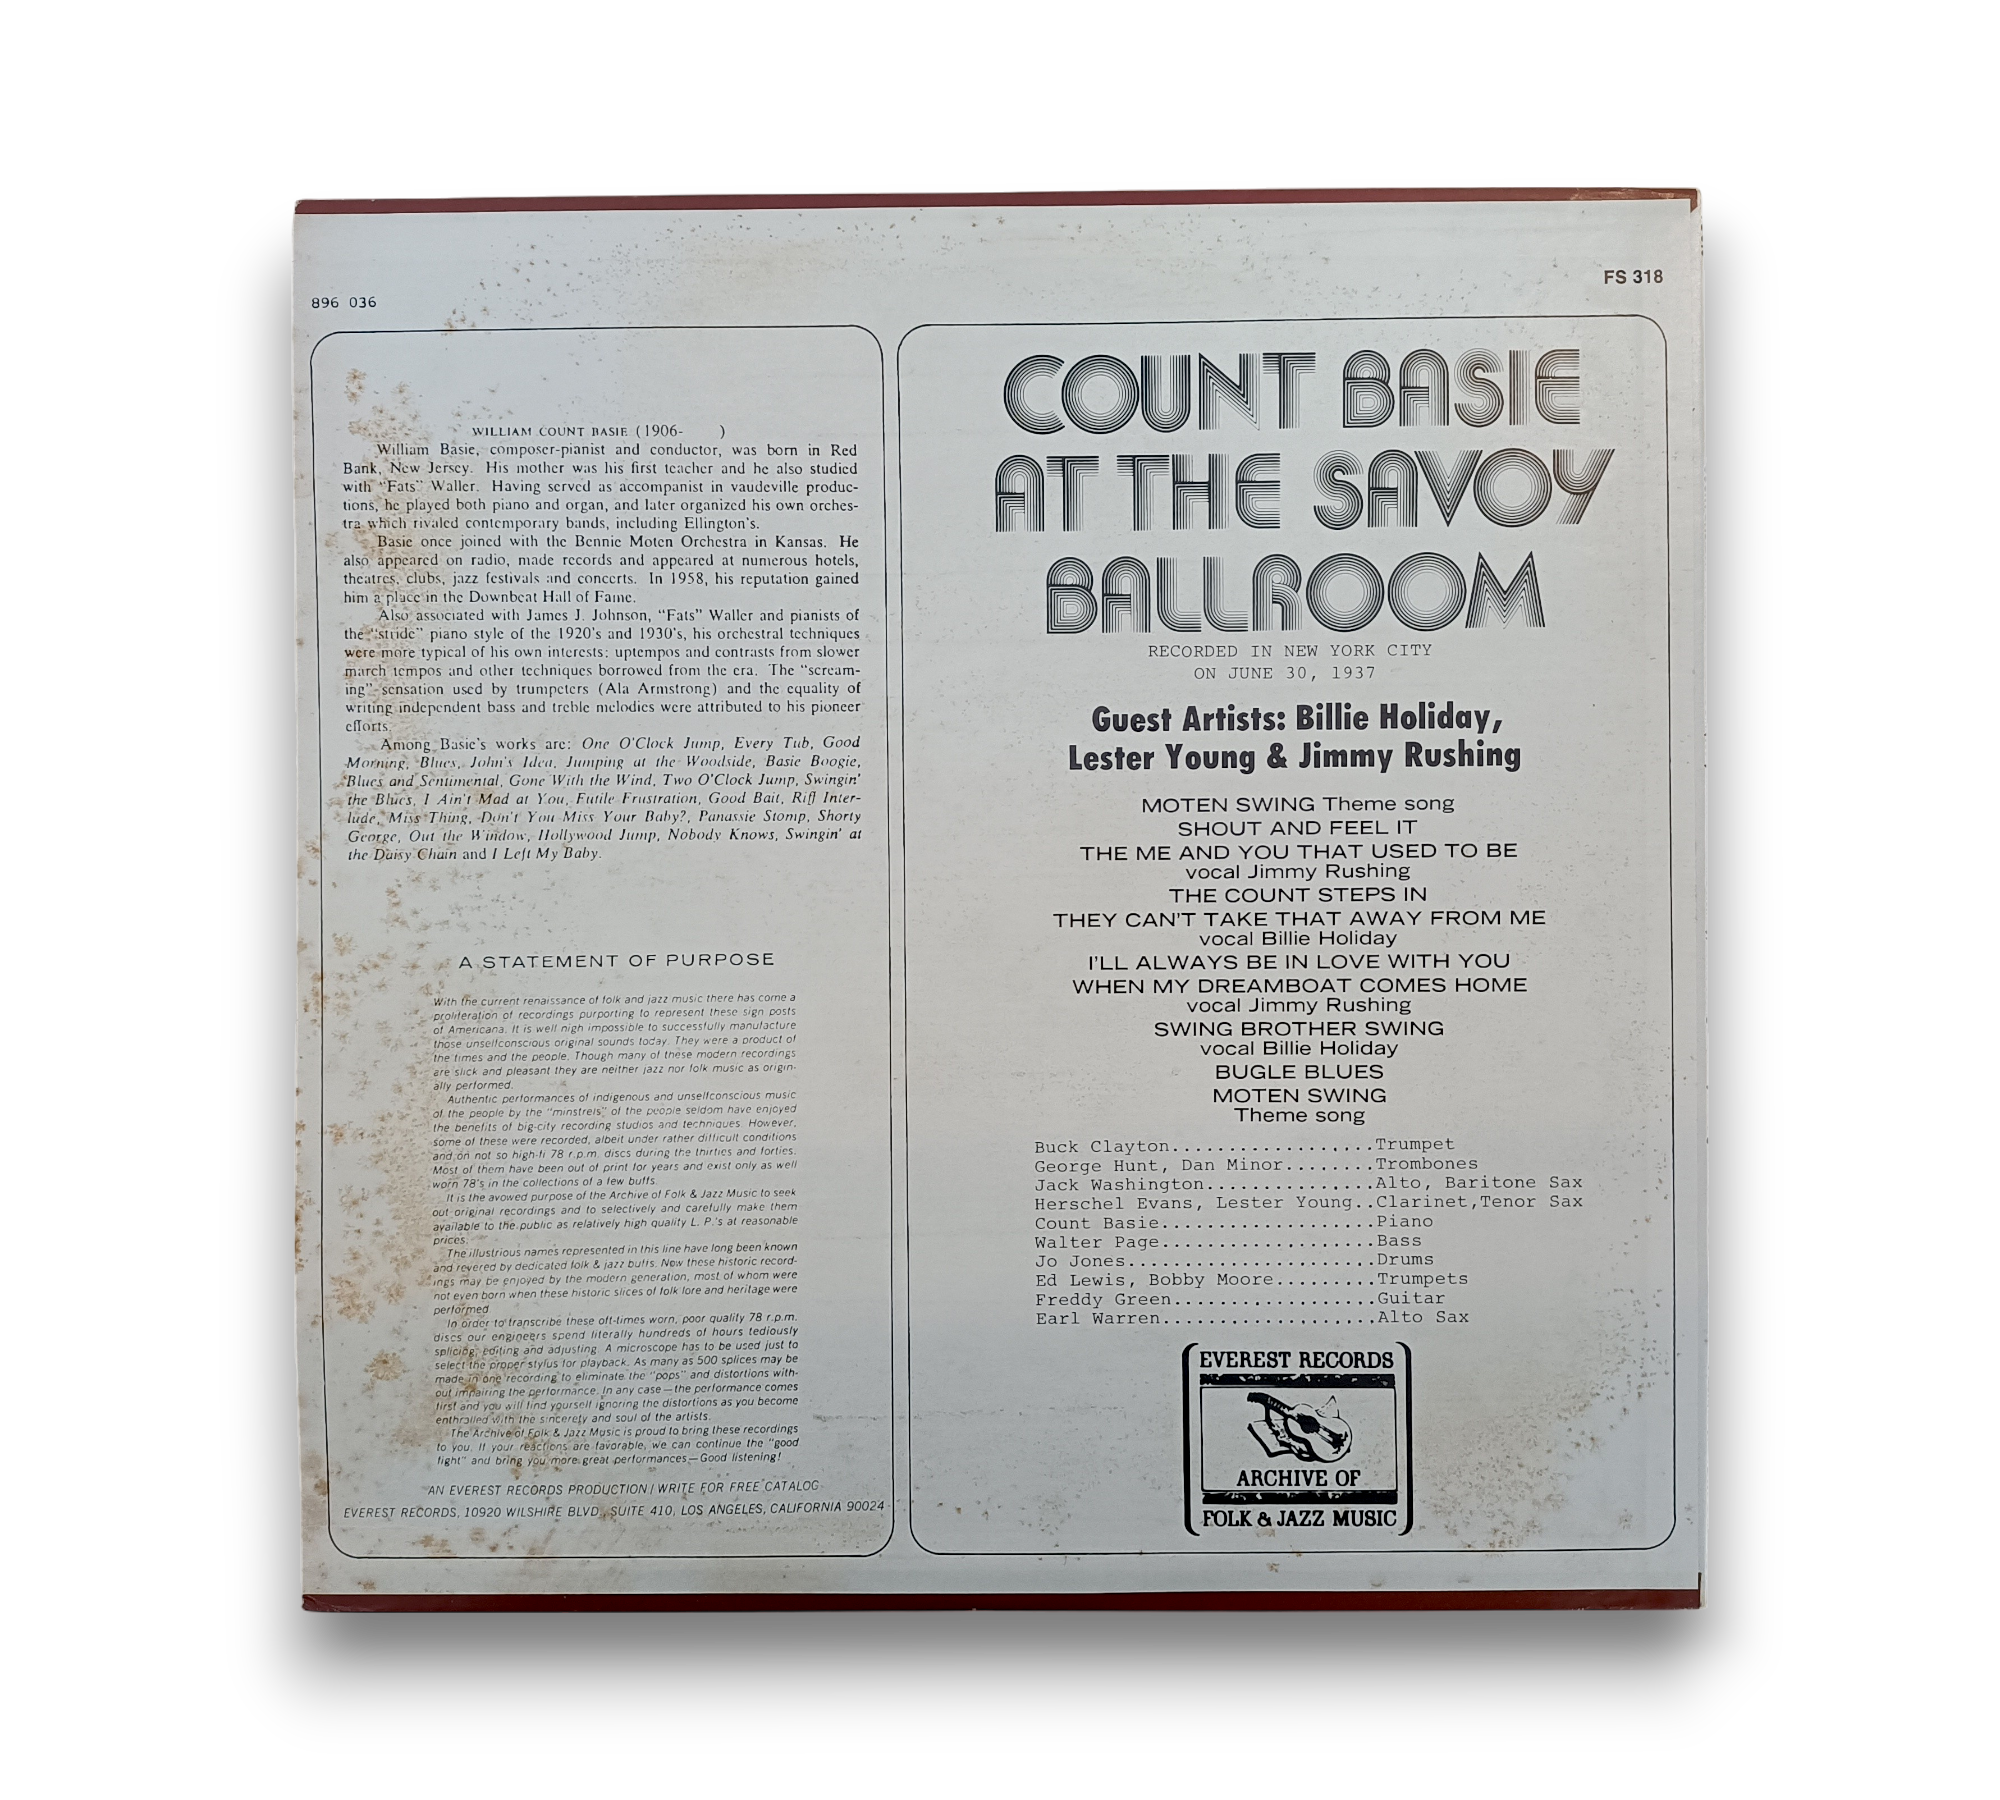 896 036
FS 318
WILLIAM COUNT BASIE (1906- )
William Basie, composer-pianist and conductor, was born in Red
Bank, New Jersey. His mother was his first teacher and he also studied
with “Fats” Waller. Having served as accompanist in vaudeville produc-
tions, he played both piano and organ, and later organized his own orches-
tra which rivaled contemporary bands, including Ellington's.
Basie once joined with the Bennie Moten Orchestra in Kansas. He
also appeared on radio, made records and appeared at numerous hotels,
theatres, clubs, jazz festivals and concerts. In 1958, his reputation gained
him a place in the Downbeat Hall of Fame.
Also associated with James J. Johnson, “Fats” Waller and pianists of
the “stride” piano style of the 1920's and 1930's, his orchestral techniques
were more typical of his own interests: uptempos and contrasts from slower
march tempos and other techniques borrowed from the era. The “scream-
ing” sensation used by trumpeters (Ala Armstrong) and the equality of
writing independent bass and treble melodies were attributed to his pioneer
efforts.
Among Basie's works are: One O'Clock Jump, Every Tub, Good
Morning, Blues, John's Idea, Jumping at the Woodside, Basie Boogie,
Blues and Sentimental, Gone With the Wind, Two O'Clock Jump, Swingin'
the Blues, I Ain't Mad at You, Futile Frustration, Good Bait, Riff Inter-
lude, Miss Thing, Don't You Miss Your Baby?, Panassie Stomp, Shorty
George, Out the Window, Hollywood Jump, Nobody Knows, Swingin' at
the Daisy Chain and I Left My Baby.
A STATEMENT OF PURPOSE
With the current renaissance of folk and jazz music there has come a
proliferation of recordings purporting to represent these sign posts
of Americana. It is well nigh impossible to successfully manufacture
those unselfconscious original sounds today. They were a product of
the times and the people. Though many of these modern recordings
are slick and pleasant they are neither jazz nor folk music as origin-
ally performed.
Authentic performances of indigenous and unselfconscious music
of the people by the “minstrels” of the people seldom have enjoyed
the benefits of big-city recording studios and techniques. However,
some of these were recorded, albeit under rather difficult conditions
and on not so high-fi 78 r.p.m. discs during the thirties and forties.
Most of them have been out of print for years and exist only as well
worn 78's in the collections of a few buffs.
It is the avowed purpose of the Archive of Folk & Jazz Music to seek
out original recordings and to selectively and carefully make them
available to the public as relatively high quality L. P.'s at reasonable
prices.
The illustrious names represented in this line have long been known
and revered by dedicated folk & jazz buffs. Now these historic record-
ings may be enjoyed by the modern generation, most of whom were
not even born when these historic slices of folk lore and heritage were
performed
In order to transcribe these oft-times worn, poor quality 78 r.p.m.
discs our engineers spend literally hundreds of hours tediously
splicing, editing and adjusting. A microscope has to be used just to
select the proper stylus for playback. As many as 500 splices may be
made in one recording to eliminate the “pops” and distortions with-
out impairing the performance. In any case—the performance comes
first and you will find yourself ignoring the distortions as you become
enthralled with the sincerety and soul of the artists.
The Archive of Folk & Jazz Music is proud to bring these recordings
to you. If your reactions are favorable, we can continue the “good
fight” and bring you more great performances—Good listening!
AN EVEREST RECORDS PRODUCTION / WRITE FOR FREE CATALOG
EVEREST RECORDS, 10920 WILSHIRE BLVD., SUITE 410, LOS ANGELES, CALIFORNIA 90024
COUNT BASIE
AT THE SAVOY
BALLROOM
RECORDED IN NEW YORK CITY
ON JUNE 30, 1937
Guest Artists: Billie Holiday,
Lester Young & Jimmy Rushing
MOTEN SWING Theme song
SHOUT AND FEEL IT
THE ME AND YOU THAT USED TO BE
vocal Jimmy Rushing
THE COUNT STEPS IN
THEY CAN'T TAKE THAT AWAY FROM ME
vocal Billie Holiday
I'LL ALWAYS BE IN LOVE WITH YOU
WHEN MY DREAMBOAT COMES HOME
vocal Jimmy Rushing
SWING BROTHER SWING
vocal Billie Holiday
BUGLE BLUES
MOTEN SWING
Theme song
Buck Clayton..................Trumpet
George Hunt, Dan Minor........Trombones
Jack Washington...............Alto, Baritone Sax
Herschel Evans, Lester Young..Clarinet,Tenor Sax
Count Basie...................Piano
Walter Page...................Bass
Jo Jones......................Drums
Ed Lewis, Bobby Moore.........Trumpets
Freddy Green..................Guitar
Earl Warren...................Alto Sax
EVEREST RECORDS
ARCHIVE OF
FOLK & JAZZ MUSIC